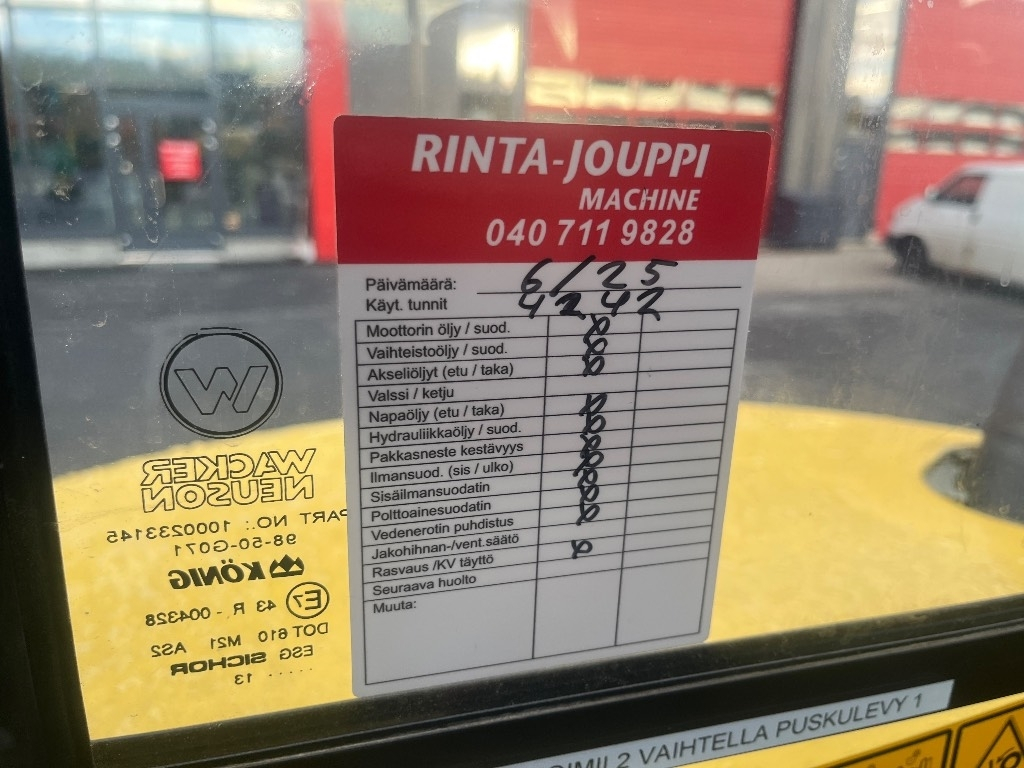 RINTA-JOUPPI
MACHINE
040 711 9828
Päivämäärä: 6/25
Käyt. tunnit 4242
Moottorin öljy / suod.
Vaihteistoöljy / suod.
Akseliöljyt (etu / taka)
Valssi / ketju
Napaöljy (etu / taka)
Hydrauliikkaöljy / suod.
Pakkasneste kestävyys
Ilmansuod. (sis / ulko)
Sisäilmansuodatin
Polttoainesuodatin
Vedenerotin puhdistus
Jakohihnan-/vent.säätö
Rasvaus /KV täyttö
Seuraava huolto
Muuta:
W
WACKER
NEUSON
PART NO.: 1000233145
98-50-G071
KÖNIG
E7 43 R - 004328
DOT 610 M21 AS2
ESG SICHOR
13
2 VAIHTELLA PUSKULEVY 1